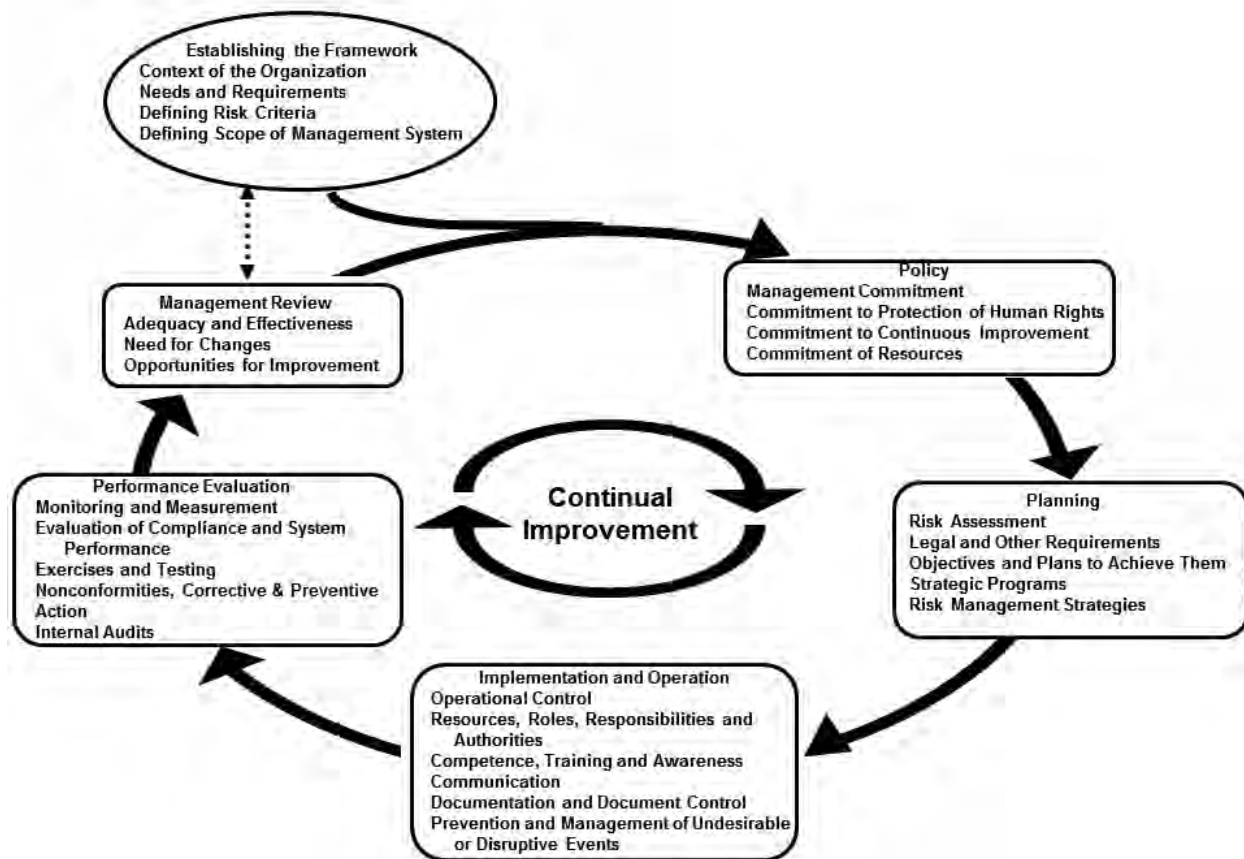 Establishing the Framework
Context of the Organization
Needs and Requirements
Defining Risk Criteria
Defining Scope of Management System
Policy
Management Commitment
Commitment to Protection of Human Rights
Commitment to Continuous Improvement
Commitment of Resources
Management Review
Adequacy and Effectiveness
Need for Changes
Opportunities for Improvement
Continual
Improvement
Performance Evaluation
Monitoring and Measurement
Evaluation of Compliance and System
Performance
Exercises and Testing
Nonconformities, Corrective & Preventive
Action
Internal Audits
Planning
Risk Assessment
Legal and Other Requirements
Objectives and Plans to Achieve Them
Strategic Programs
Risk Management Strategies
Implementation and Operation
Operational Control
Resources, Roles, Responsibilities and
Authorities
Competence, Training and Awareness
Communication
Documentation and Document Control
Prevention and Management of Undesirable
or Disruptive Events